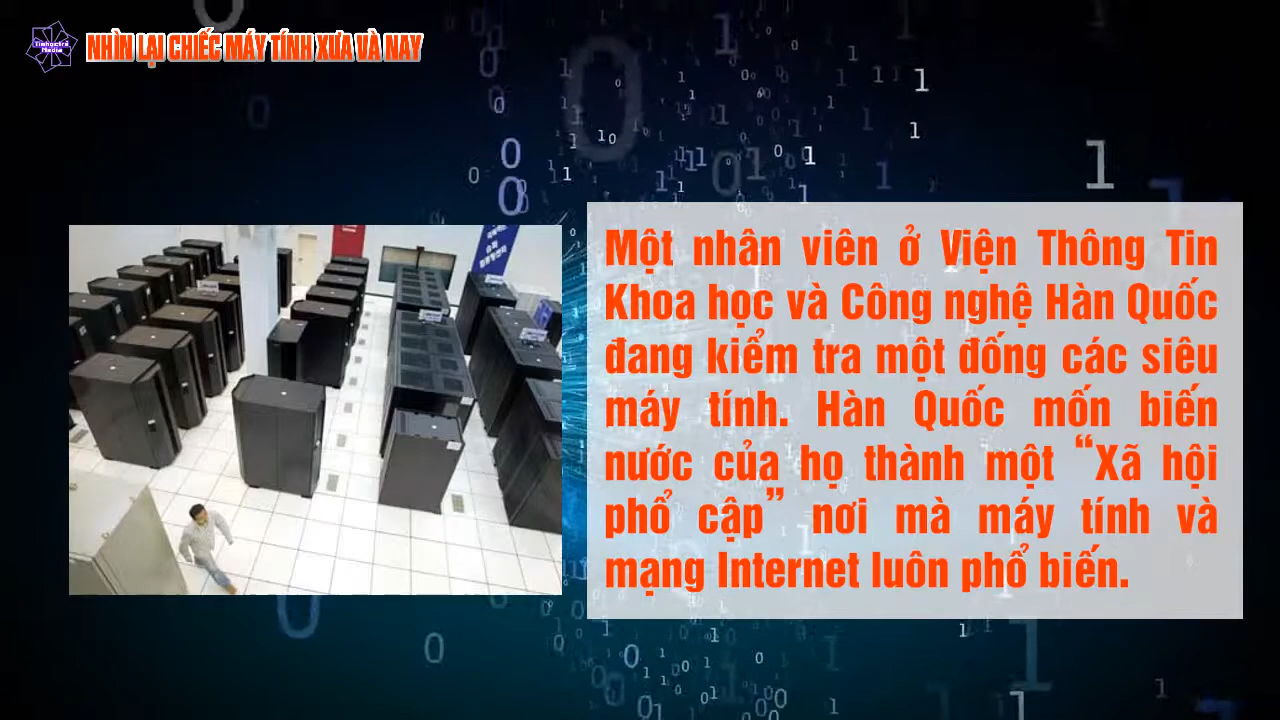 Tinhọctrẻ
Media
NHÌN LẠI CHIẾC MÁY TÍNH XƯA VÀ NAY
Một nhân viên ở Viện Thông Tin
Khoa học và Công nghệ Hàn Quốc
đang kiểm tra một đống các siêu
máy tính. Hàn Quốc mốn biến
nước của họ thành một “Xã hội
phổ cập” nơi mà máy tính và
mạng Internet luôn phổ biến.